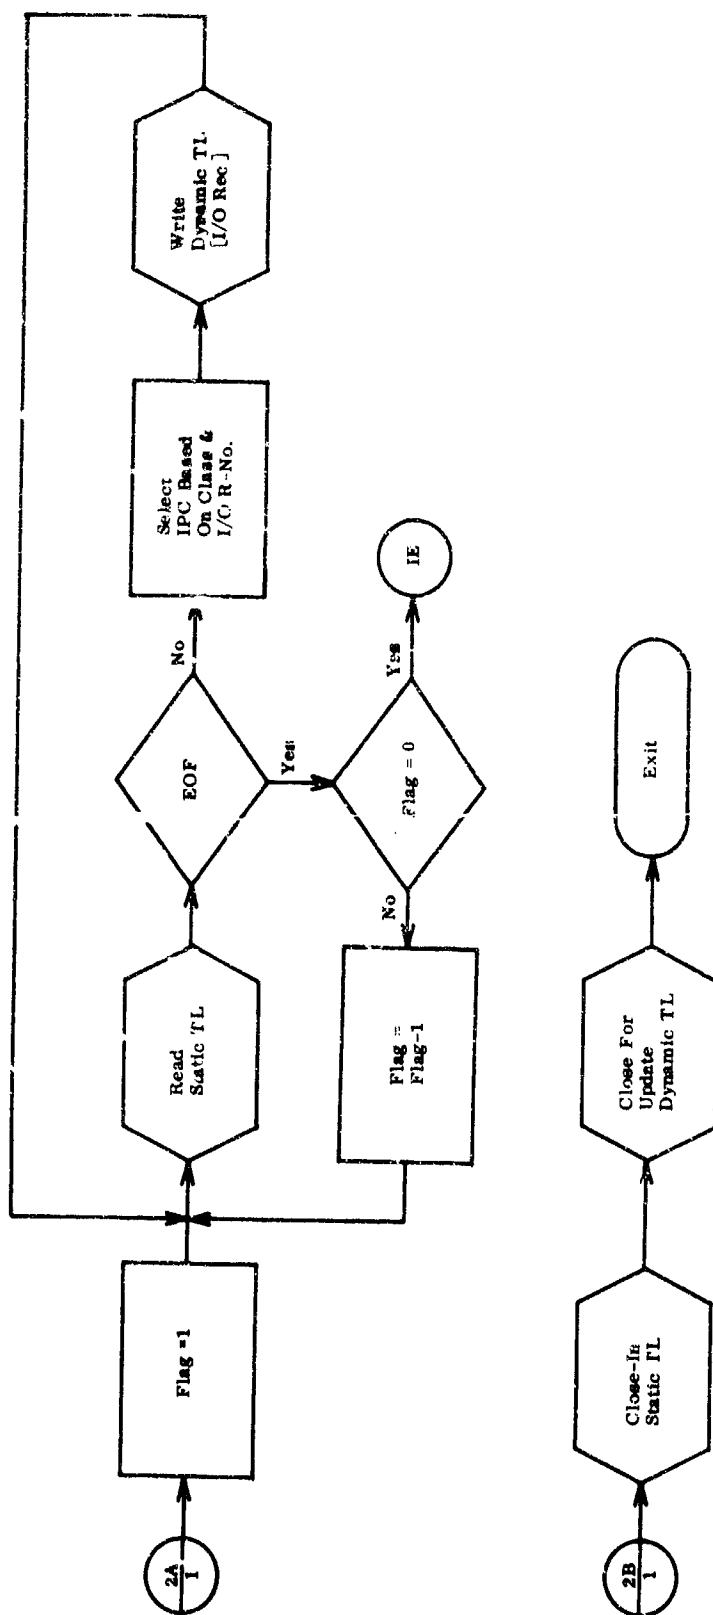 2A
1
Flag =1
Read
Static TL
EOF
No
Select
IPC Based
On Class &
I/O R-No.
Write
Dynamic TL
[I/O Rec]
Yes
Flag = 0
Yes
IE
No
Flag =
Flag-1
2B
1
Close-In
Static TL
Close For
Update
Dynamic TL
Exit